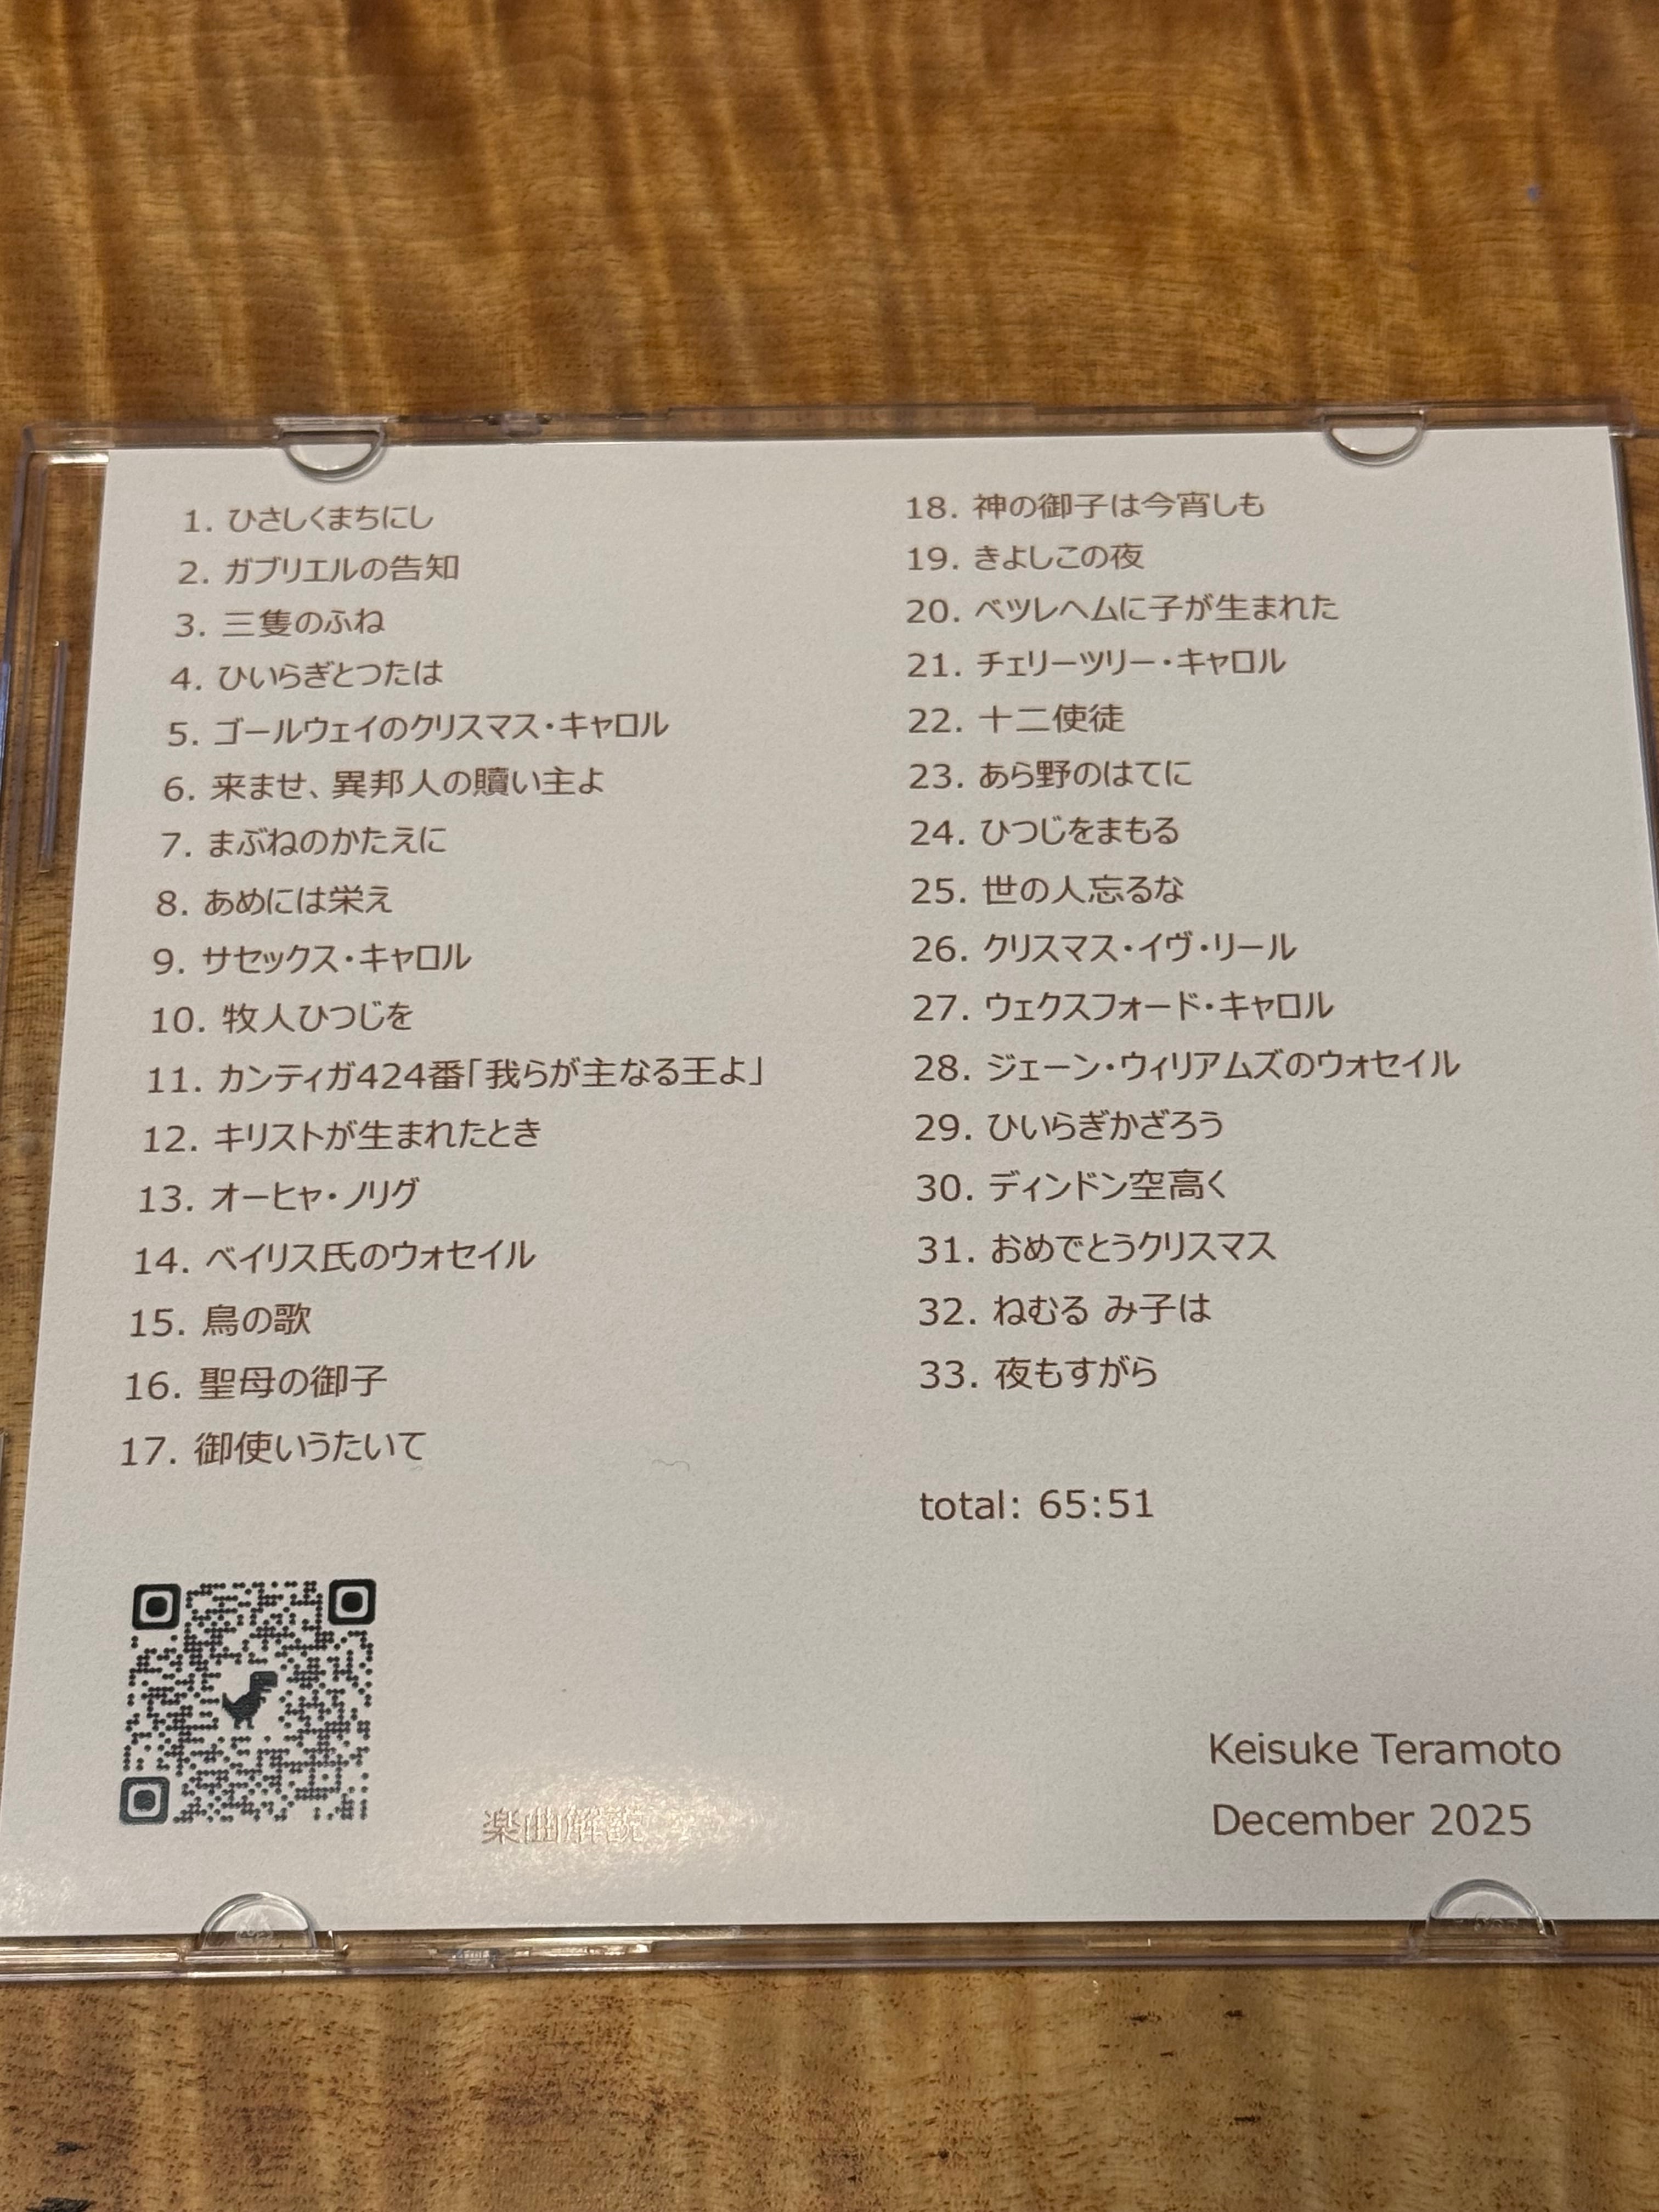 1. ひさしくまちにし
2. ガブリエルの告知
3. 三隻のふね
4. ひいらぎとつたは
5. ゴールウェイのクリスマス・キャロル
6. 来ませ、異邦人の贖い主よ
7. まぶねのかたえに
8. あめには栄え
9. サセックス・キャロル
10. 牧人ひつじを
11. カンティガ424番「我らが主なる王よ」
12. キリストが生まれたとき
13. オーヒャ・ノリグ
14. ベイリス氏のウォセイル
15. 鳥の歌
16. 聖母の御子
17. 御使いうたいて
18. 神の御子は今宵しも
19. きよしこの夜
20. ベツレヘムに子が生まれた
21. チェリーツリー・キャロル
22. 十二使徒
23. あら野のはてに
24. ひつじをまもる
25. 世の人忘るな
26. クリスマス・イヴ・リール
27. ウェクスフォード・キャロル
28. ジェーン・ウィリアムズのウォセイル
29. ひいらぎかざろう
30. ディンドン空高く
31. おめでとうクリスマス
32. ねむる み子は
33. 夜もすがら
total: 65:51
楽曲解説
Keisuke Teramoto
December 2025